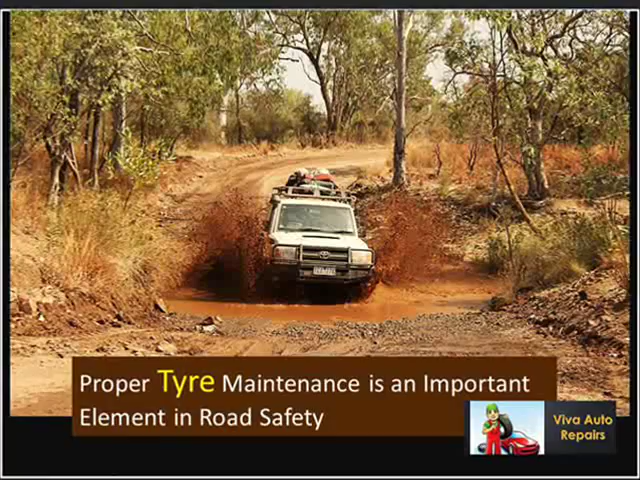 Proper Tyre Maintenance is an Important
Element in Road Safety
Viva Auto
Repairs